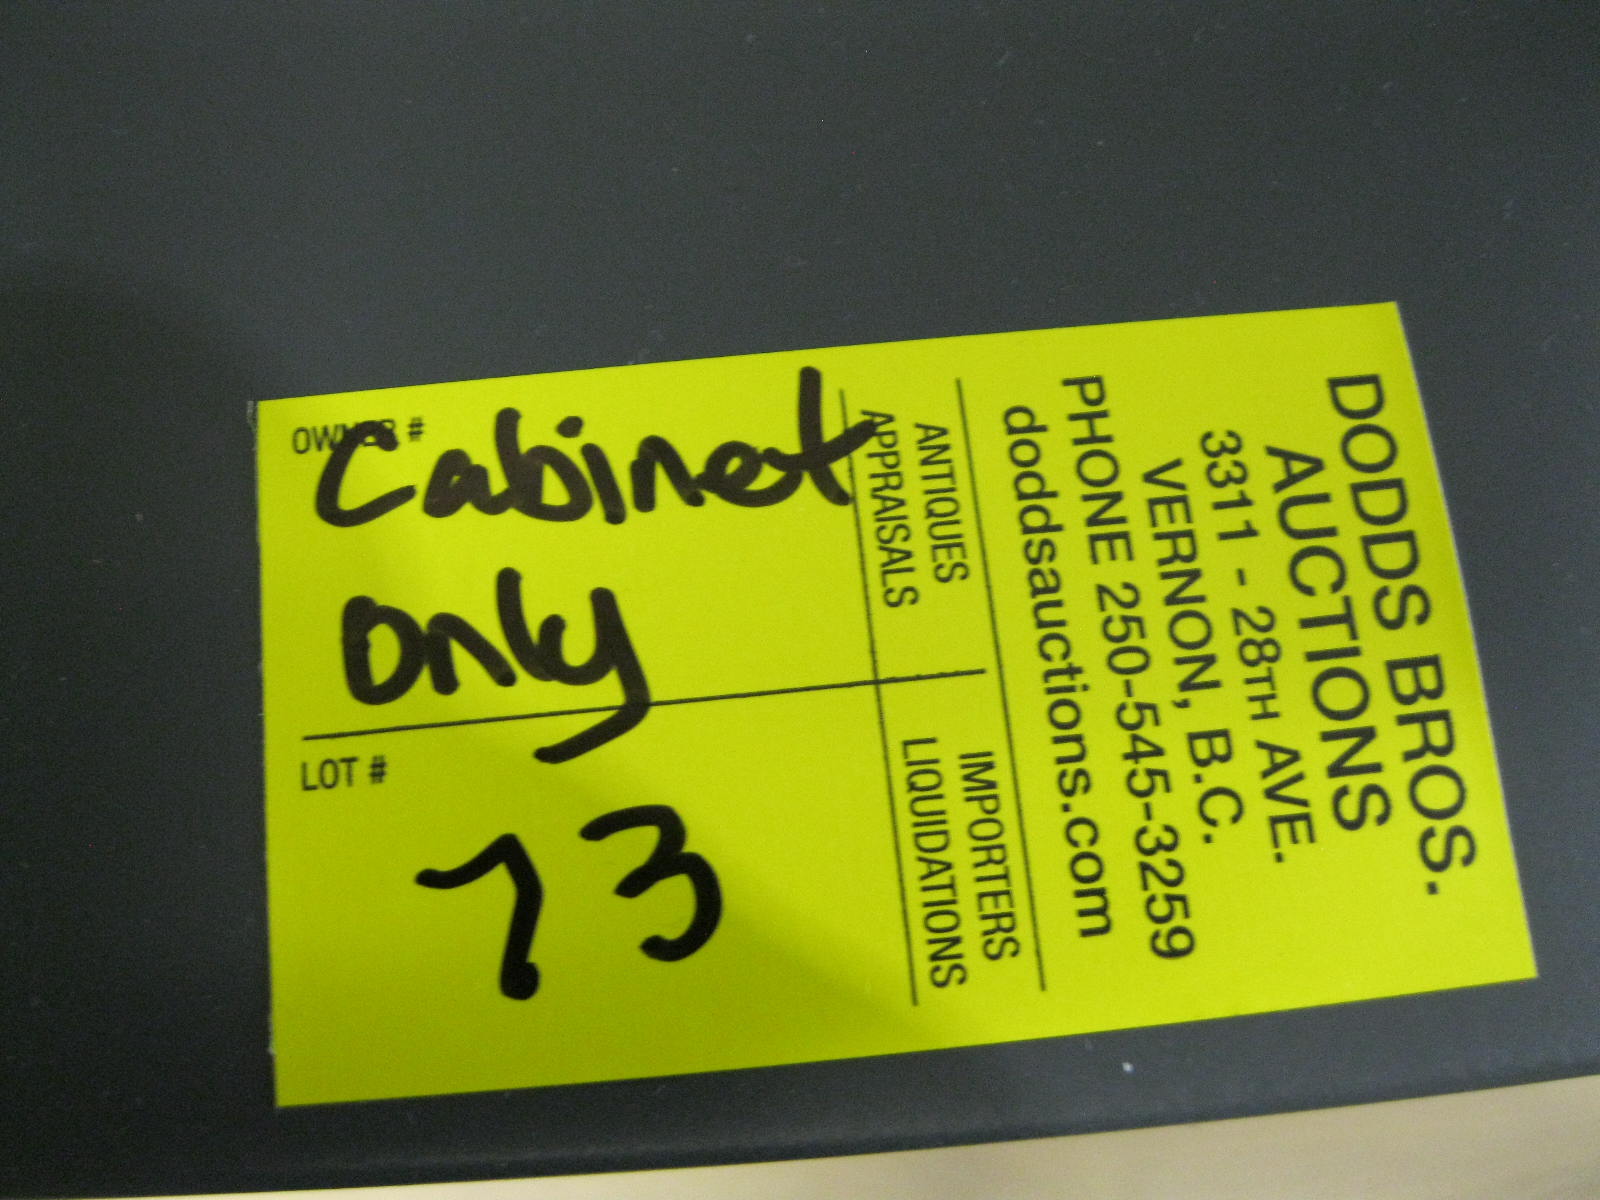 DODDS BROS.
AUCTIONS
3311 - 28TH AVE.
VERNON, B.C.
PHONE 250-545-3259
doddsauctions.com
ANTIQUES
APPRAISALS
IMPORTERS
LIQUIDATIONS
OWNER #
Cabinet
only
LOT #
73